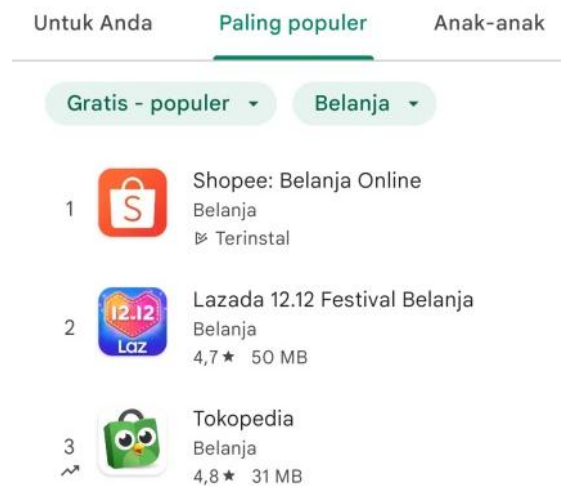 Untuk Anda Paling populer Anak-anak
Gratis - populer Belanja
1 S Shopee: Belanja Online
Belanja
Terinstal
2 12.12 Laz Lazada 12.12 Festival Belanja
Belanja
4,7★ 50 MB
3 Tokopedia
Belanja
4,8★ 31 MB